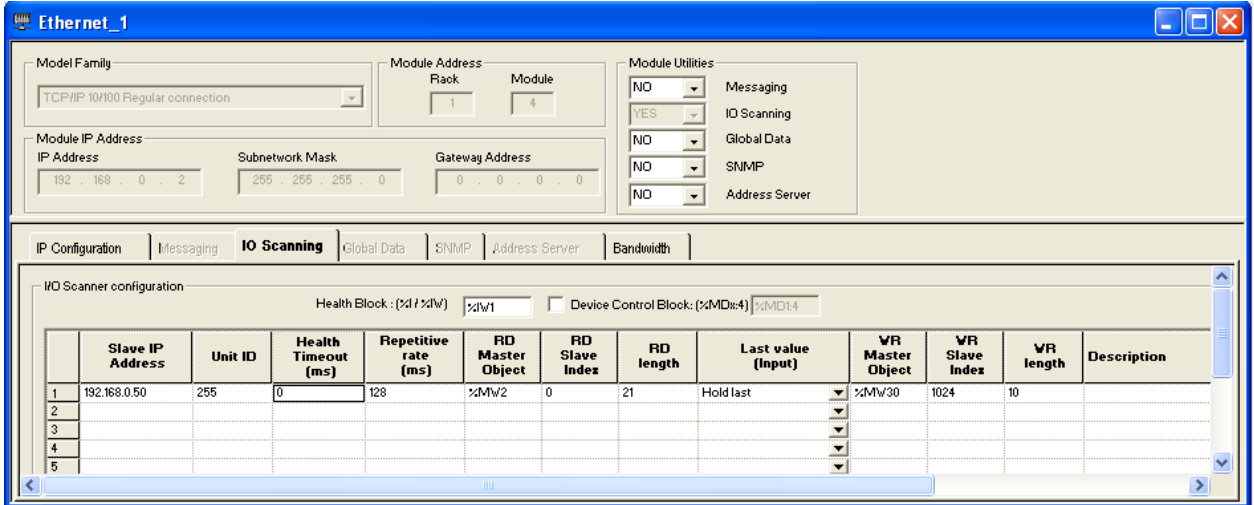 Ethernet_1
Model Family
TCP/IP 10/100 Regular connection
Module Address
Rack Module
1 4
Module IP Address
IP Address Subnetwork Mask Gateway Address
192 . 168 . 0 . 2 255 . 255 . 255 . 0 0 . 0 . 0 . 0
Module Utilities
NO Messaging
YES IO Scanning
NO Global Data
NO SNMP
NO Address Server
IP Configuration Messaging IO Scanning Global Data SNMP Address Server Bandwidth
I/O Scanner configuration
Health Block : (%I / %IW) %IW1 Device Control Block: (%MDx:4) %MD1:4
Slave IP Address Unit ID Health Timeout (ms) Repetitive rate (ms) RD Master Object RD Slave Index RD length Last value (Input) WR Master Object WR Slave Index WR length Description
1 192.168.0.50 255 0 128 %MW2 0 21 Hold last %MW30 1024 10
2
3
4
5